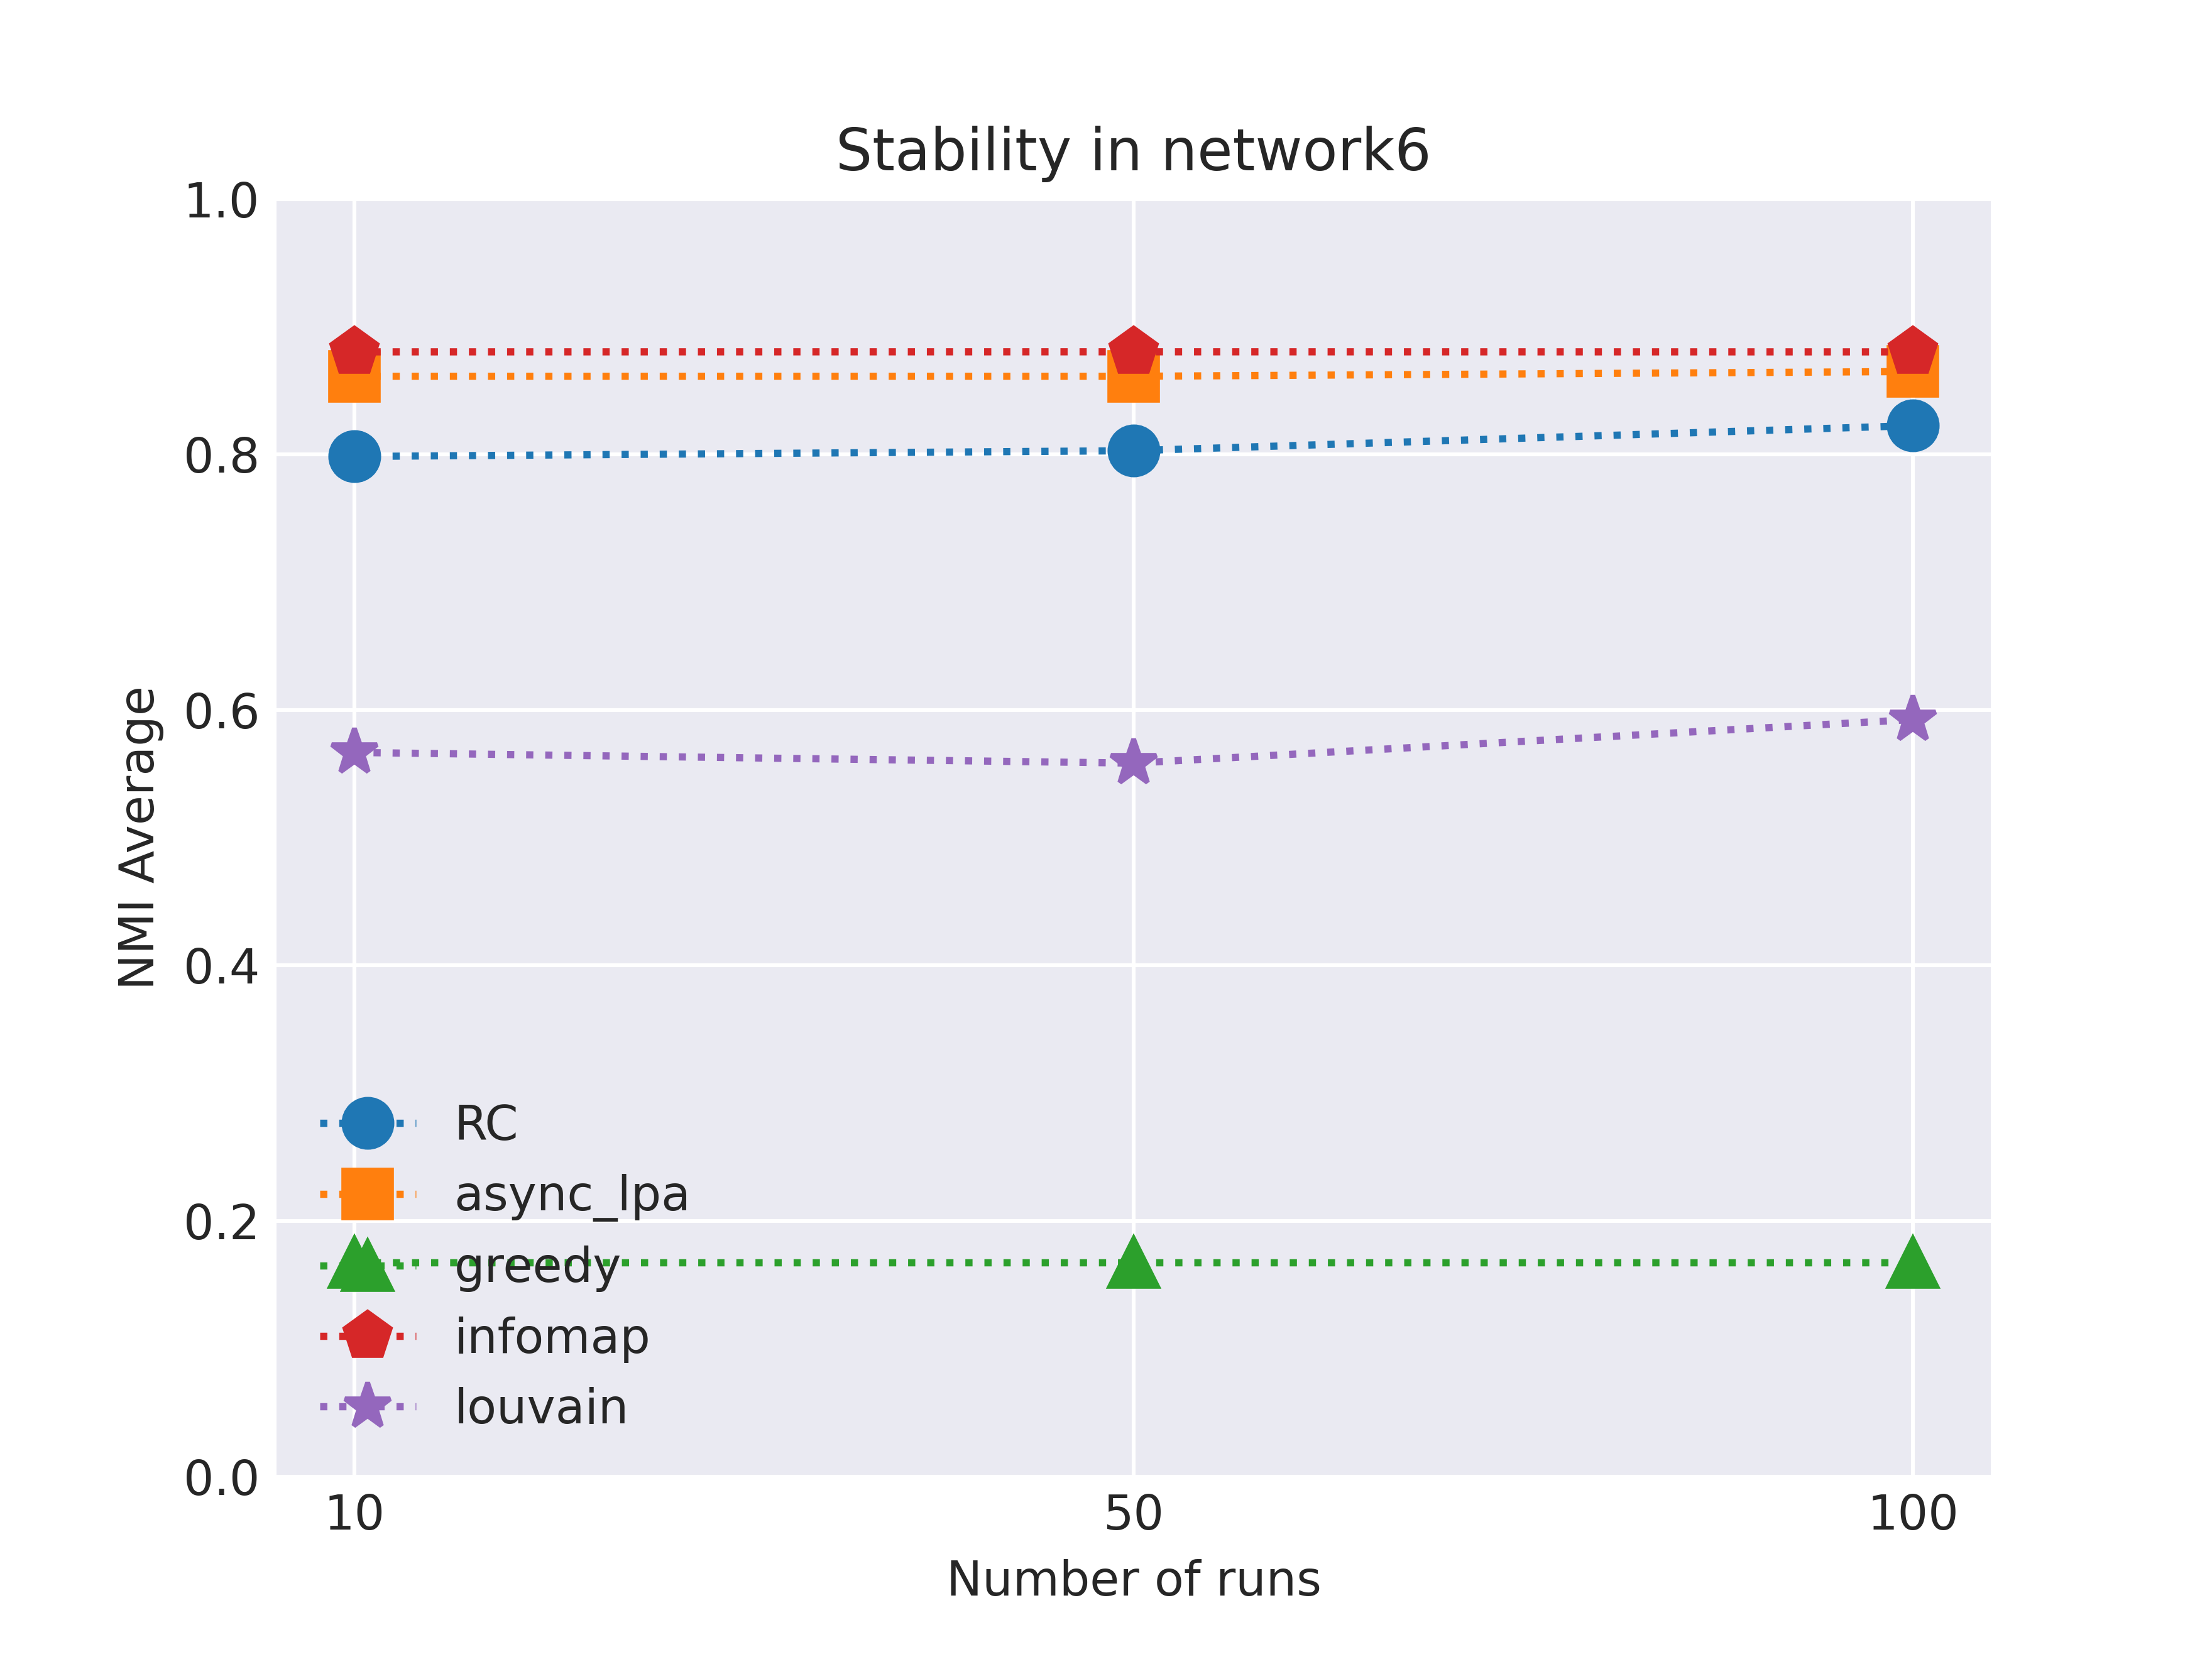 Stability in network6
1.0
0.8
0.6
0.4
0.2
0.0
NMI Average
RC
async_lpa
greedy
infomap
louvain
10
50
100
Number of runs